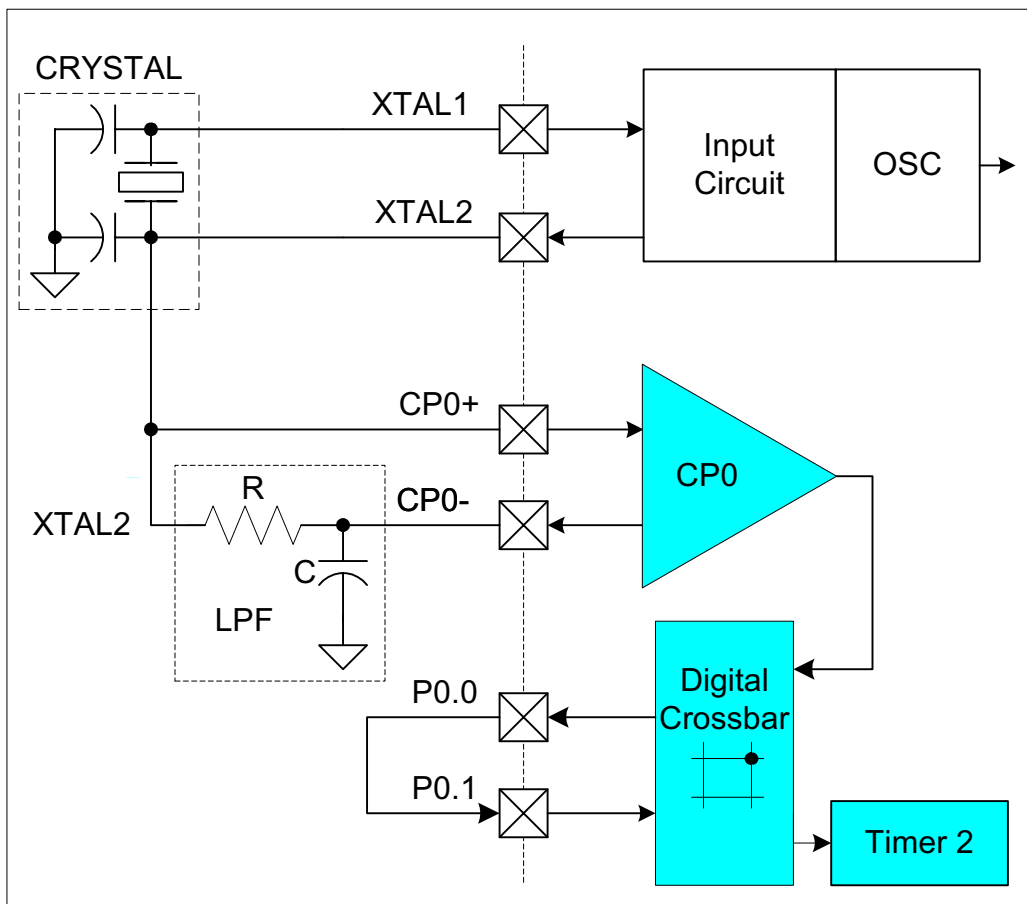 CRYSTAL
XTAL1
Input
Circuit
OSC
XTAL2
CP0+
CP0
R
CP0-
XTAL2
C
LPF
P0.0
Digital
Crossbar
P0.1
Timer 2